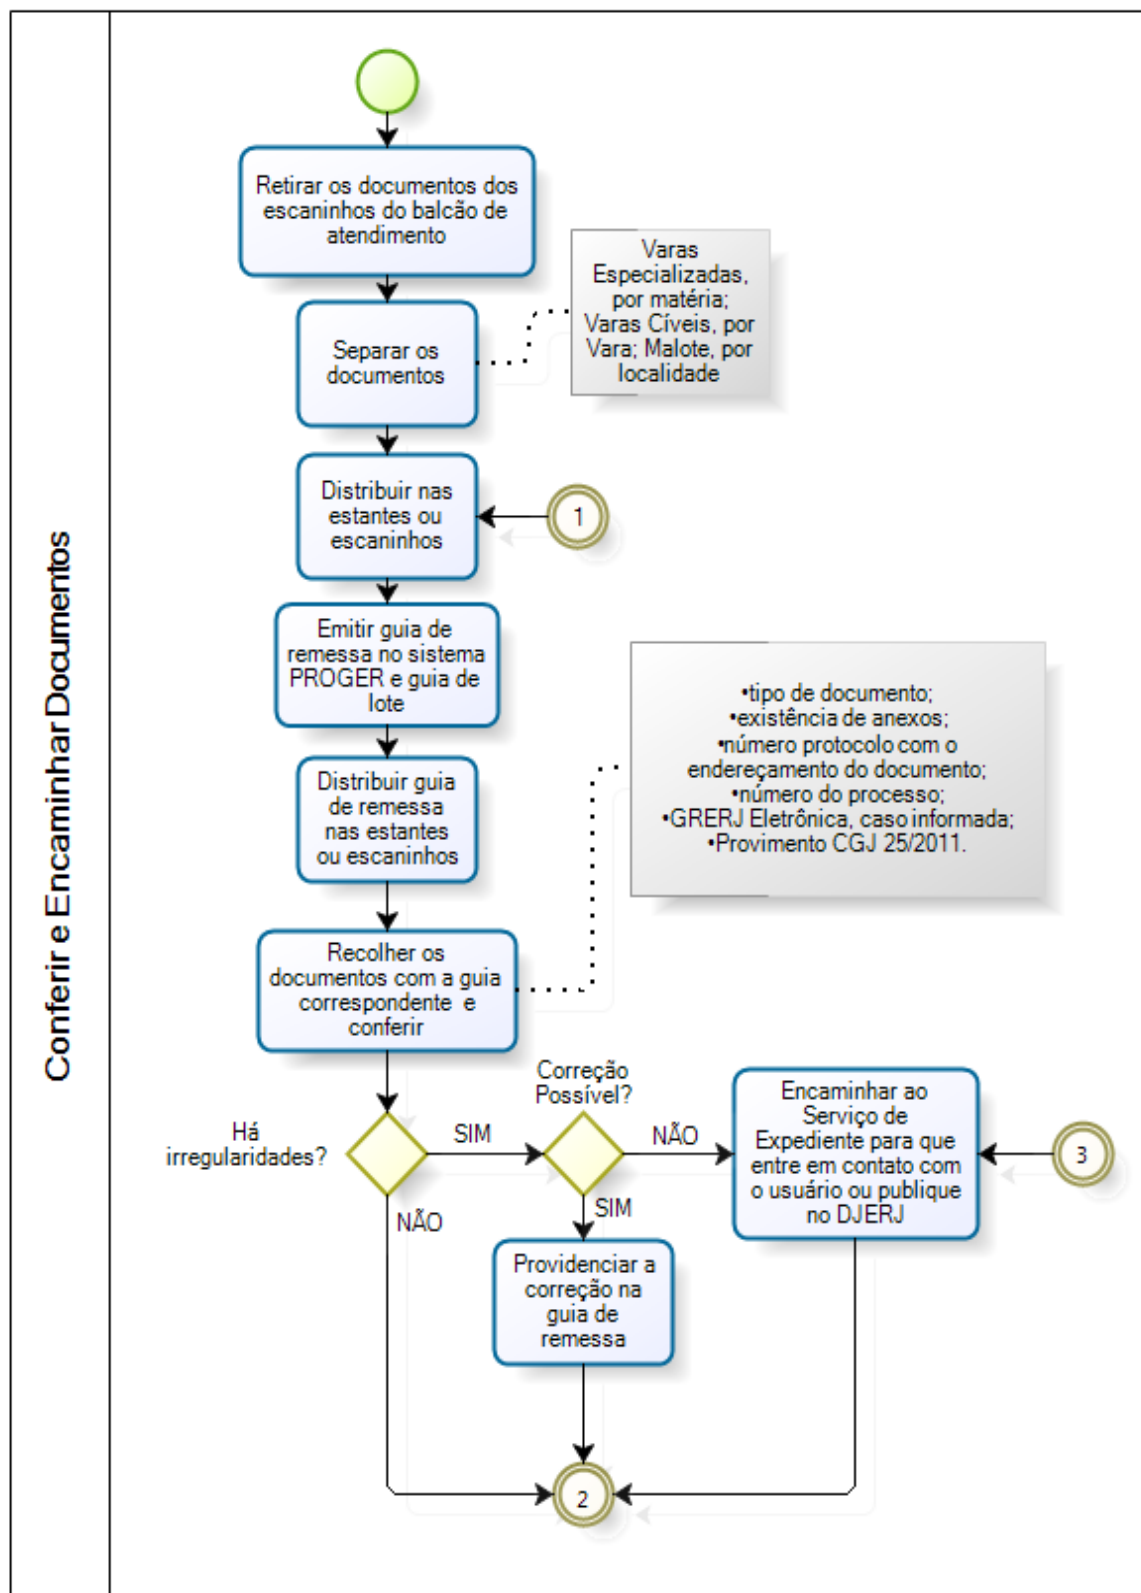 Conferir e Encaminhar Documentos
Retirar os documentos dos
escaninhos do balcão de
atendimento
Varas
Especializadas,
por matéria;
Varas Cíveis, por
Vara; Malote, por
localidade
Separar os
documentos
Distribuir nas
estantes ou
escaninhos
1
Emitir guia de
remessa no sistema
PROGER e guia de
lote
•tipo de documento;
•existência de anexos;
•número protocolo com o
endereçamento do documento;
•número do processo;
•GRERJ Eletrônica, caso informada;
•Provimento CGJ 25/2011.
Distribuir guia
de remessa
nas estantes
ou escaninhos
Recolher os
documentos com a guia
correspondente e
conferir
Há
irregularidades?
SIM
NÃO
Correção
Possível?
NÃO
SIM
Encaminhar ao
Serviço de
Expediente para que
entre em contato com
o usuário ou publique
no DJERJ
3
Providenciar a
correção na
guia de
remessa
2